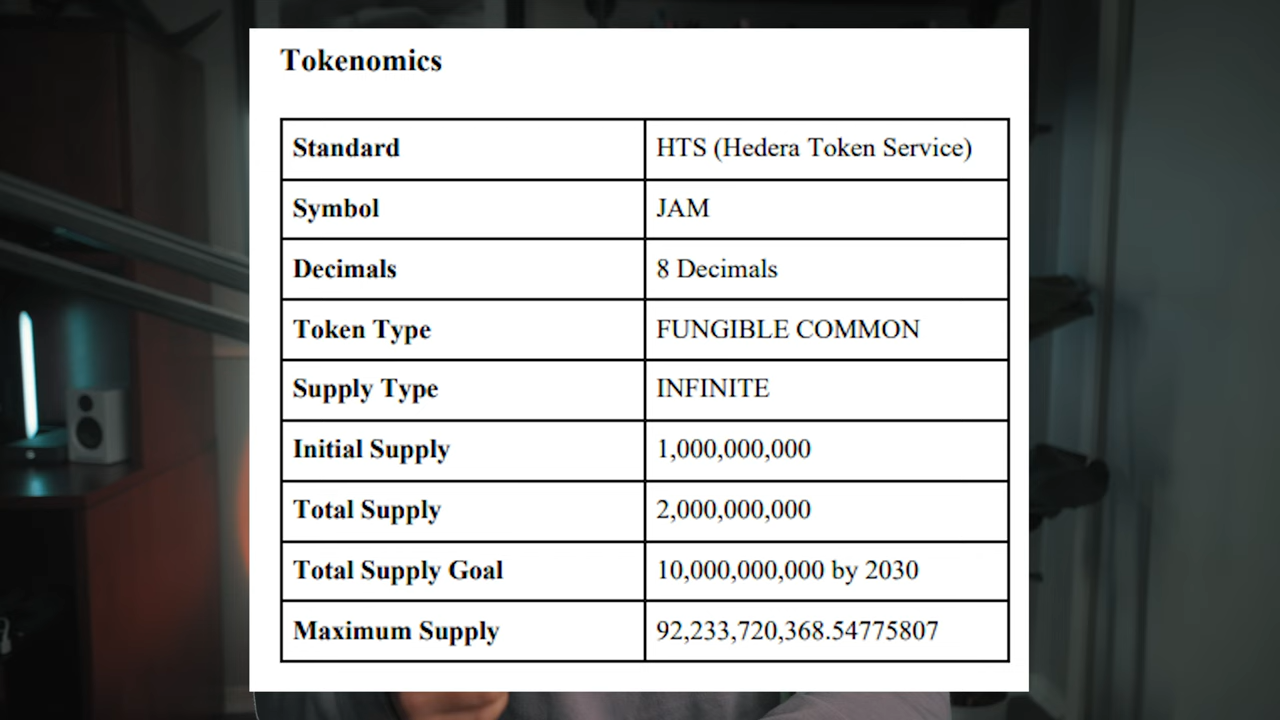 Tokenomics
Standard HTS (Hedera Token Service)
Symbol JAM
Decimals 8 Decimals
Token Type FUNGIBLE COMMON
Supply Type INFINITE
Initial Supply 1,000,000,000
Total Supply 2,000,000,000
Total Supply Goal 10,000,000,000 by 2030
Maximum Supply 92,233,720,368.54775807